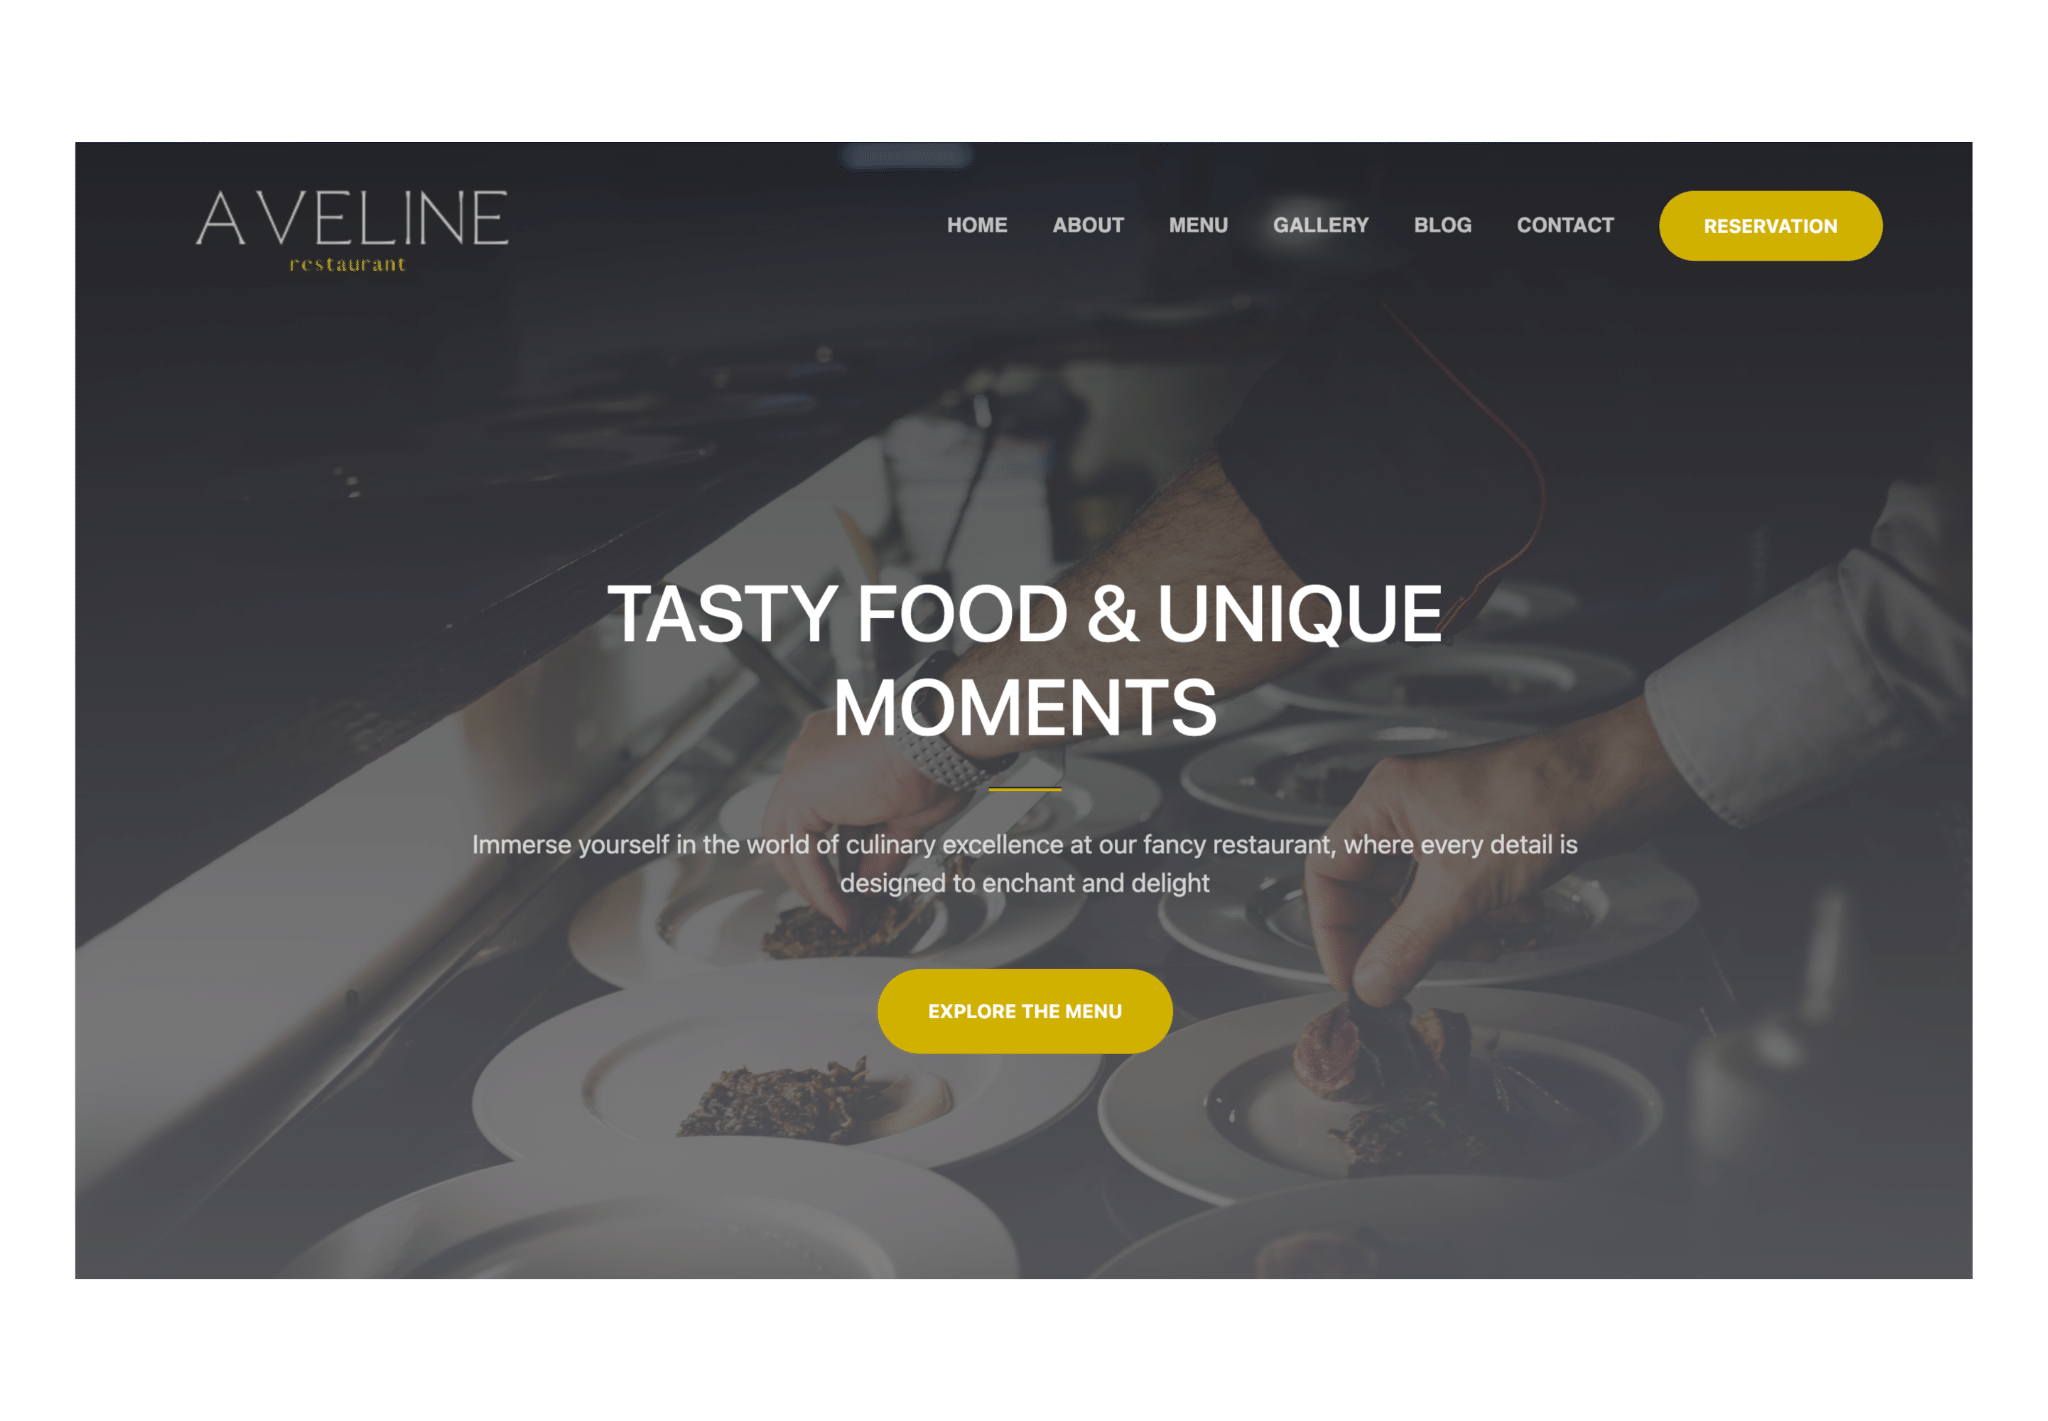 AVELINE
restaurant
HOME ABOUT MENU GALLERY BLOG CONTACT RESERVATION
TASTY FOOD & UNIQUE
MOMENTS
Immerse yourself in the world of culinary excellence at our fancy restaurant, where every detail is
designed to enchant and delight
EXPLORE THE MENU